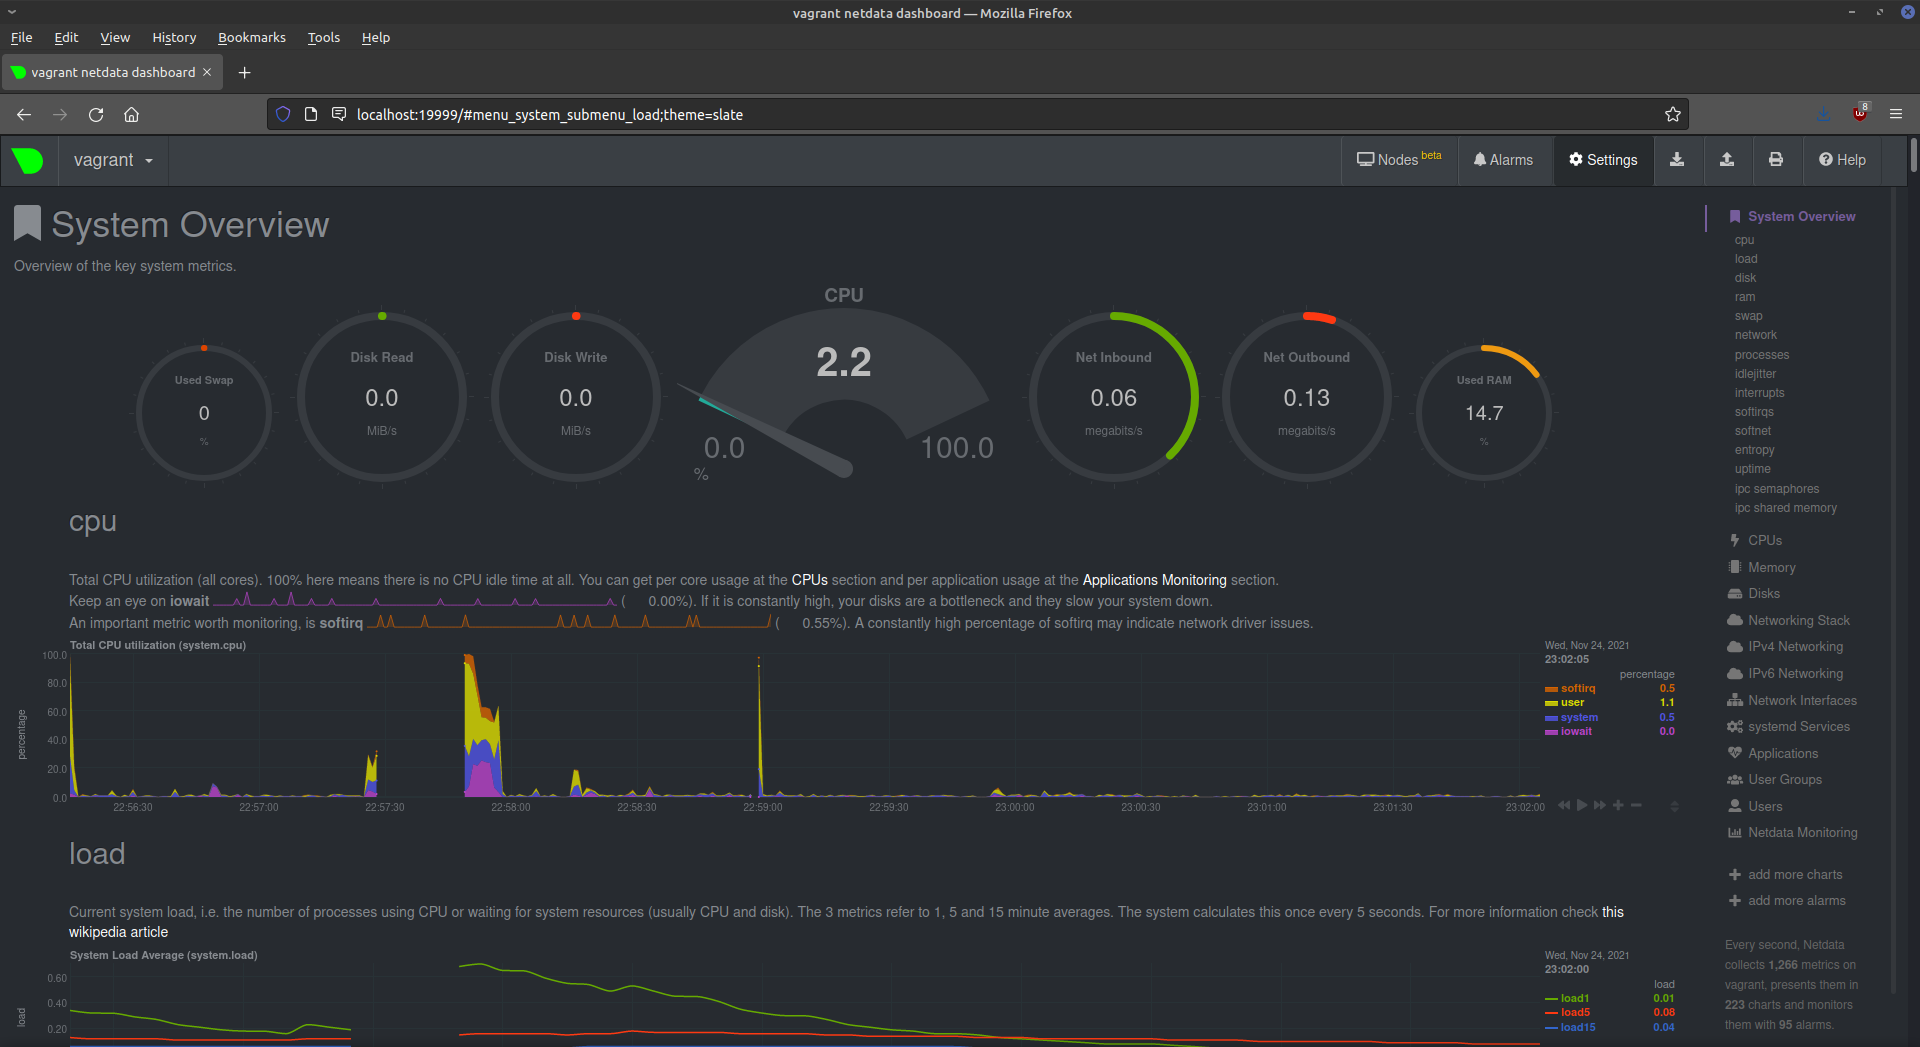 vagrant netdata dashboard — Mozilla Firefox
File Edit View History Bookmarks Tools Help
vagrant netdata dashboard
localhost:19999/#menu_system_submenu_load;theme=slate
8
vagrant
Nodes beta
Alarms
Settings
Help
System Overview
Overview of the key system metrics.
Used Swap
0
%
Disk Read
0.0
MiB/s
Disk Write
0.0
MiB/s
CPU
2.2
0.0
100.0
%
Net Inbound
0.06
megabits/s
Net Outbound
0.13
megabits/s
Used RAM
14.7
%
cpu
Total CPU utilization (all cores). 100% here means there is no CPU idle time at all. You can get per core usage at the CPUs section and per application usage at the Applications Monitoring section.
Keep an eye on iowait ( 0.00%). If it is constantly high, your disks are a bottleneck and they slow your system down.
An important metric worth monitoring, is softirq ( 0.55%). A constantly high percentage of softirq may indicate network driver issues.
Total CPU utilization (system.cpu)
percentage
100.0
80.0
60.0
40.0
20.0
0.0
22:56:30 22:57:00 22:57:30 22:58:00 22:58:30 22:59:00 22:59:30 23:00:00 23:00:30 23:01:00 23:01:30 23:02:00
Wed, Nov 24, 2021
23:02:05
percentage
softirq 0.5
user 1.1
system 0.5
iowait 0.0
load
Current system load, i.e. the number of processes using CPU or waiting for system resources (usually CPU and disk). The 3 metrics refer to 1, 5 and 15 minute averages. The system calculates this once every 5 seconds. For more information check this
wikipedia article
System Load Average (system.load)
load
0.60
0.40
0.20
Wed, Nov 24, 2021
23:02:00
load
load1 0.01
load5 0.08
load15 0.04
System Overview
cpu
load
disk
ram
swap
network
processes
idlejitter
interrupts
softirqs
softnet
entropy
uptime
ipc semaphores
ipc shared memory
CPUs
Memory
Disks
Networking Stack
IPv4 Networking
IPv6 Networking
Network Interfaces
systemd Services
Applications
User Groups
Users
Netdata Monitoring
add more charts
add more alarms
Every second, Netdata
collects 1,266 metrics on
vagrant, presents them in
223 charts and monitors
them with 95 alarms.